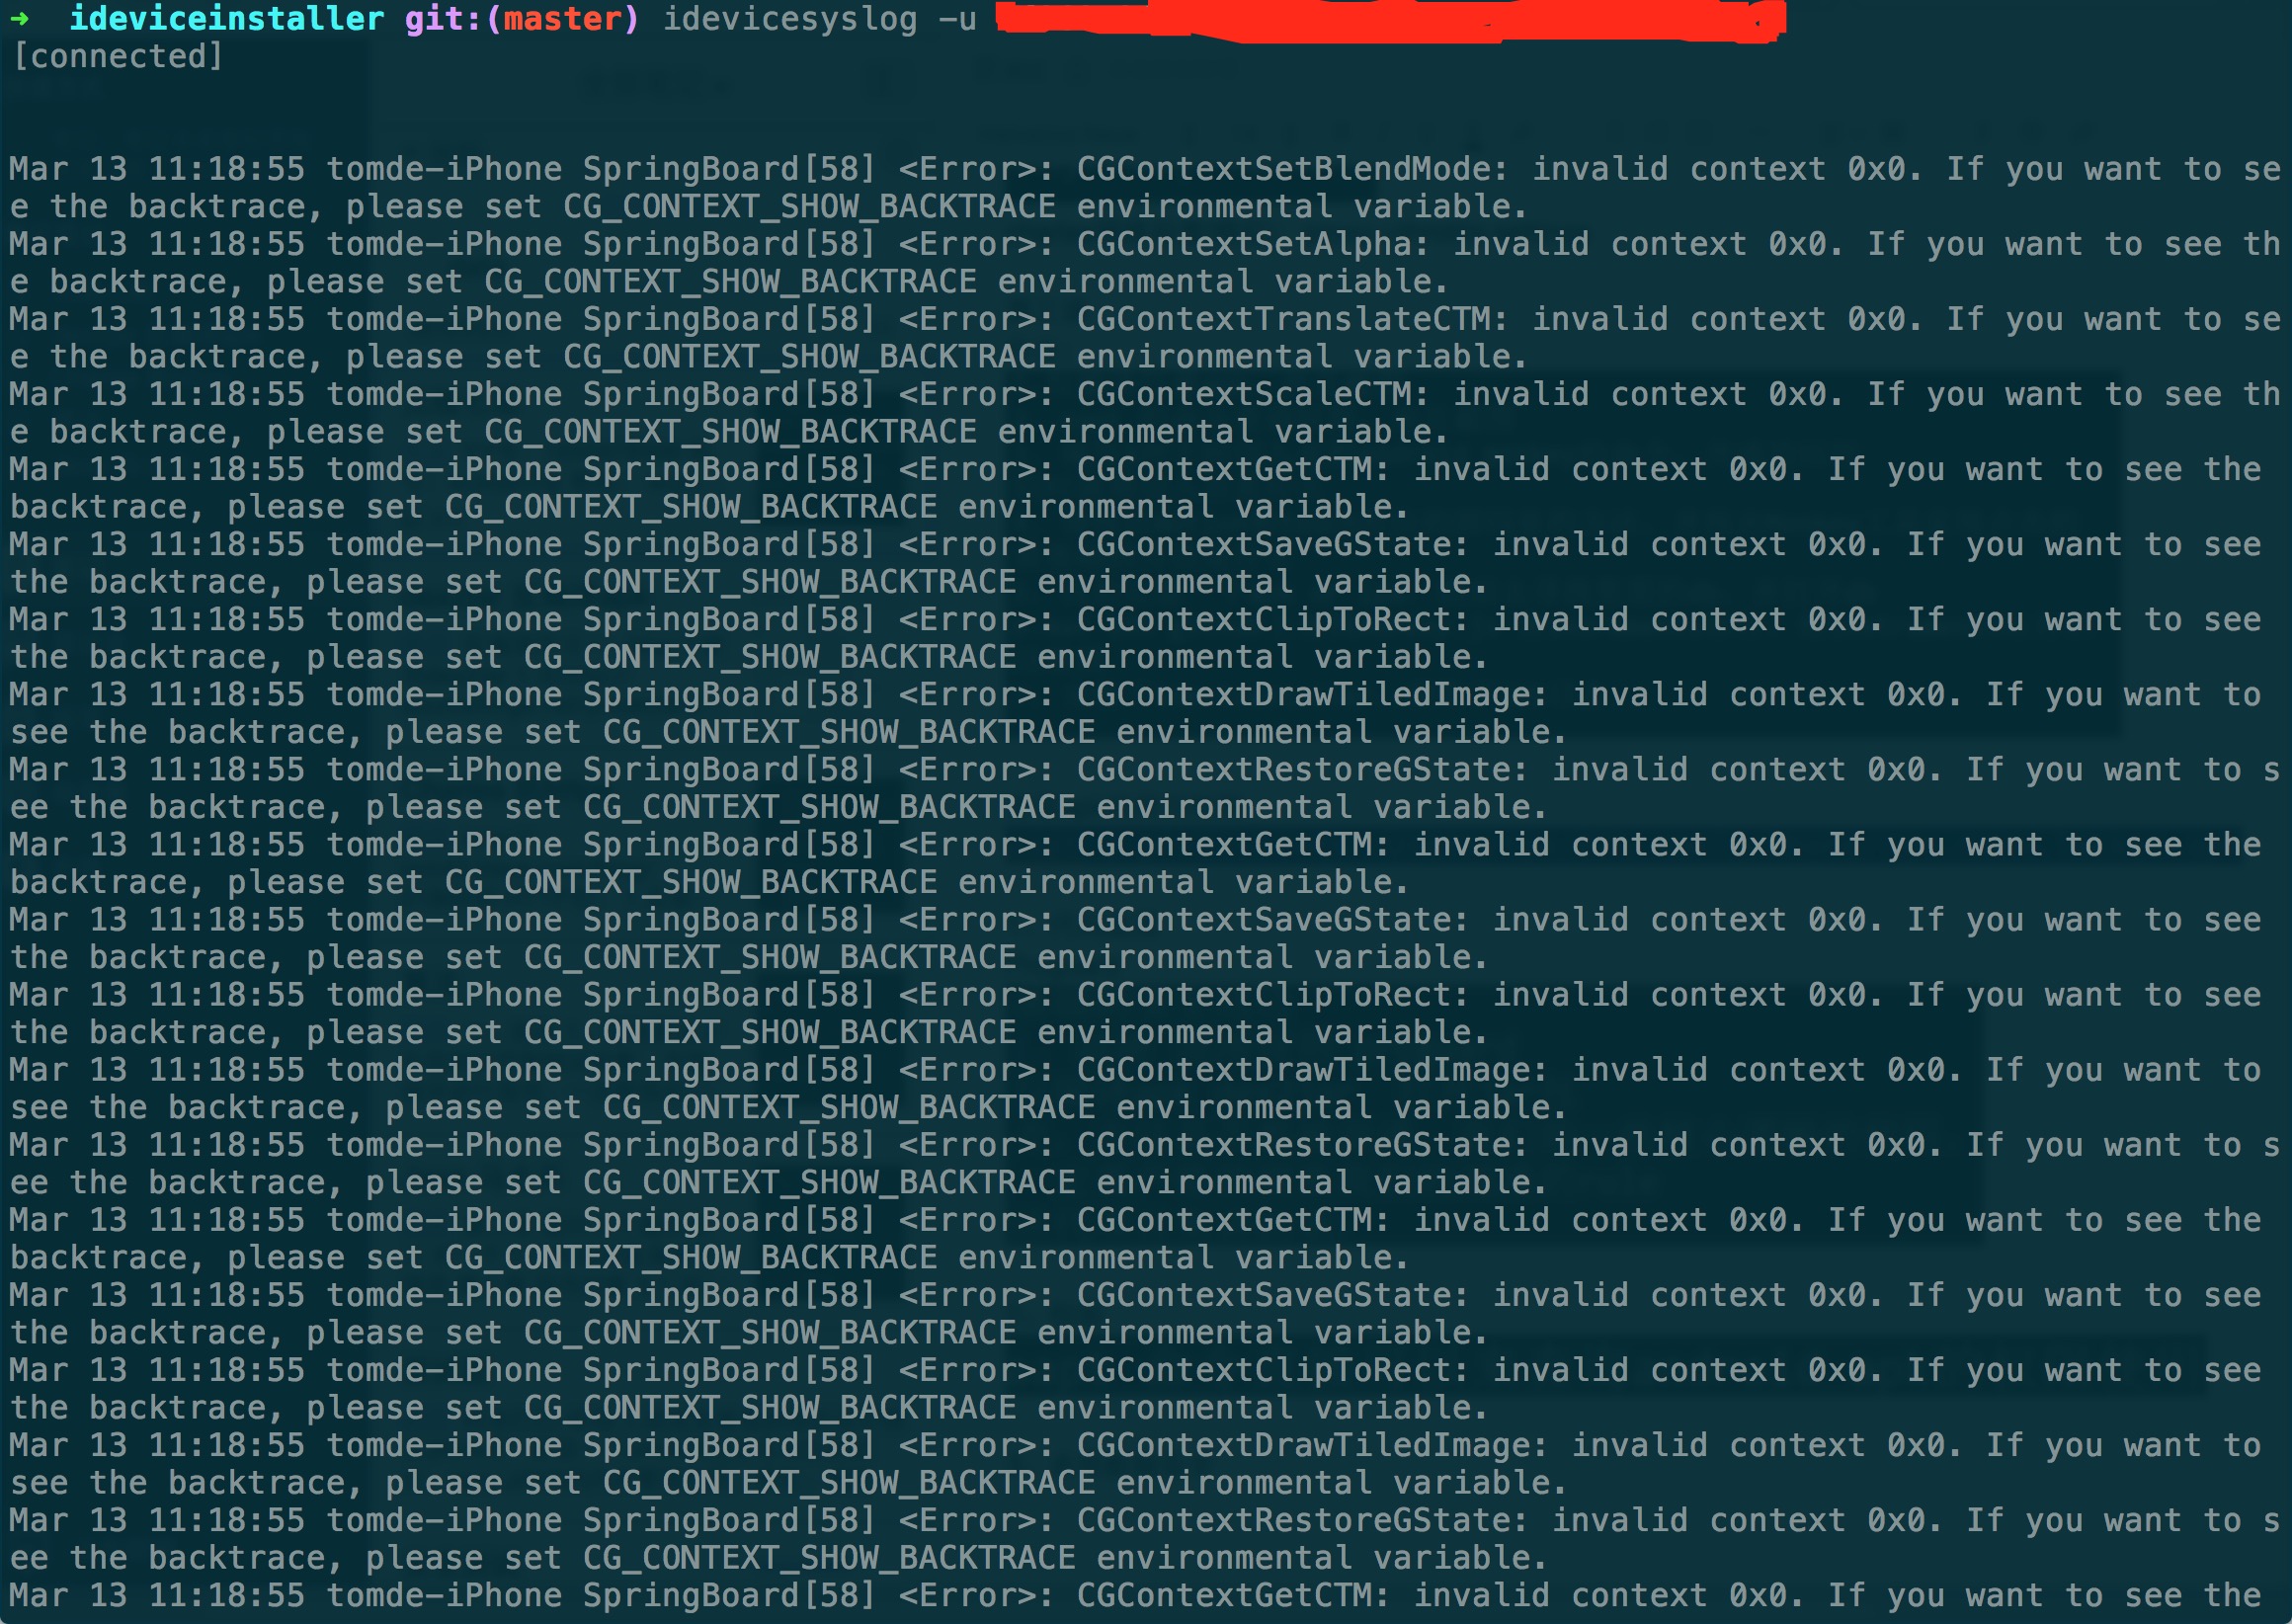 ➜  ideviceinstaller git:(master) idevicesyslog -u
[connected]
Mar 13 11:18:55 tomde-iPhone SpringBoard[58] <Error>: CGContextSetBlendMode: invalid context 0x0. If you want to se
e the backtrace, please set CG_CONTEXT_SHOW_BACKTRACE environmental variable.
Mar 13 11:18:55 tomde-iPhone SpringBoard[58] <Error>: CGContextSetAlpha: invalid context 0x0. If you want to see th
e backtrace, please set CG_CONTEXT_SHOW_BACKTRACE environmental variable.
Mar 13 11:18:55 tomde-iPhone SpringBoard[58] <Error>: CGContextTranslateCTM: invalid context 0x0. If you want to se
e the backtrace, please set CG_CONTEXT_SHOW_BACKTRACE environmental variable.
Mar 13 11:18:55 tomde-iPhone SpringBoard[58] <Error>: CGContextScaleCTM: invalid context 0x0. If you want to see th
e backtrace, please set CG_CONTEXT_SHOW_BACKTRACE environmental variable.
Mar 13 11:18:55 tomde-iPhone SpringBoard[58] <Error>: CGContextGetCTM: invalid context 0x0. If you want to see the
backtrace, please set CG_CONTEXT_SHOW_BACKTRACE environmental variable.
Mar 13 11:18:55 tomde-iPhone SpringBoard[58] <Error>: CGContextSaveGState: invalid context 0x0. If you want to see
the backtrace, please set CG_CONTEXT_SHOW_BACKTRACE environmental variable.
Mar 13 11:18:55 tomde-iPhone SpringBoard[58] <Error>: CGContextClipToRect: invalid context 0x0. If you want to see
the backtrace, please set CG_CONTEXT_SHOW_BACKTRACE environmental variable.
Mar 13 11:18:55 tomde-iPhone SpringBoard[58] <Error>: CGContextDrawTiledImage: invalid context 0x0. If you want to
see the backtrace, please set CG_CONTEXT_SHOW_BACKTRACE environmental variable.
Mar 13 11:18:55 tomde-iPhone SpringBoard[58] <Error>: CGContextRestoreGState: invalid context 0x0. If you want to s
ee the backtrace, please set CG_CONTEXT_SHOW_BACKTRACE environmental variable.
Mar 13 11:18:55 tomde-iPhone SpringBoard[58] <Error>: CGContextGetCTM: invalid context 0x0. If you want to see the
backtrace, please set CG_CONTEXT_SHOW_BACKTRACE environmental variable.
Mar 13 11:18:55 tomde-iPhone SpringBoard[58] <Error>: CGContextSaveGState: invalid context 0x0. If you want to see
the backtrace, please set CG_CONTEXT_SHOW_BACKTRACE environmental variable.
Mar 13 11:18:55 tomde-iPhone SpringBoard[58] <Error>: CGContextClipToRect: invalid context 0x0. If you want to see
the backtrace, please set CG_CONTEXT_SHOW_BACKTRACE environmental variable.
Mar 13 11:18:55 tomde-iPhone SpringBoard[58] <Error>: CGContextDrawTiledImage: invalid context 0x0. If you want to
see the backtrace, please set CG_CONTEXT_SHOW_BACKTRACE environmental variable.
Mar 13 11:18:55 tomde-iPhone SpringBoard[58] <Error>: CGContextRestoreGState: invalid context 0x0. If you want to s
ee the backtrace, please set CG_CONTEXT_SHOW_BACKTRACE environmental variable.
Mar 13 11:18:55 tomde-iPhone SpringBoard[58] <Error>: CGContextGetCTM: invalid context 0x0. If you want to see the
backtrace, please set CG_CONTEXT_SHOW_BACKTRACE environmental variable.
Mar 13 11:18:55 tomde-iPhone SpringBoard[58] <Error>: CGContextSaveGState: invalid context 0x0. If you want to see
the backtrace, please set CG_CONTEXT_SHOW_BACKTRACE environmental variable.
Mar 13 11:18:55 tomde-iPhone SpringBoard[58] <Error>: CGContextClipToRect: invalid context 0x0. If you want to see
the backtrace, please set CG_CONTEXT_SHOW_BACKTRACE environmental variable.
Mar 13 11:18:55 tomde-iPhone SpringBoard[58] <Error>: CGContextDrawTiledImage: invalid context 0x0. If you want to
see the backtrace, please set CG_CONTEXT_SHOW_BACKTRACE environmental variable.
Mar 13 11:18:55 tomde-iPhone SpringBoard[58] <Error>: CGContextRestoreGState: invalid context 0x0. If you want to s
ee the backtrace, please set CG_CONTEXT_SHOW_BACKTRACE environmental variable.
Mar 13 11:18:55 tomde-iPhone SpringBoard[58] <Error>: CGContextGetCTM: invalid context 0x0. If you want to see the